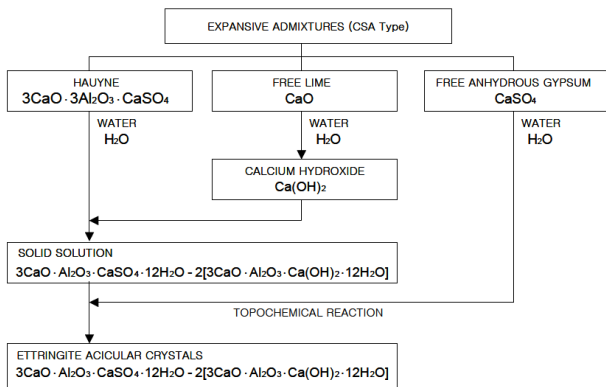 EXPANSIVE ADMIXTURES (CSA Type)
HAUYNE
3CaO·3Al₂O₃·CaSO₄
FREE LIME
CaO
FREE ANHYDROUS GYPSUM
CaSO₄
WATER
H₂O
WATER
H₂O
WATER
H₂O
CALCIUM HYDROXIDE
Ca(OH)₂
SOLID SOLUTION
3CaO·Al₂O₃·CaSO₄·12H₂O - 2[3CaO·Al₂O₃·Ca(OH)₂·12H₂O]
TOPOCHEMICAL REACTION
ETTRINGITE ACICULAR CRYSTALS
3CaO·Al₂O₃·CaSO₄·12H₂O - 2[3CaO·Al₂O₃·Ca(OH)₂·12H₂O]